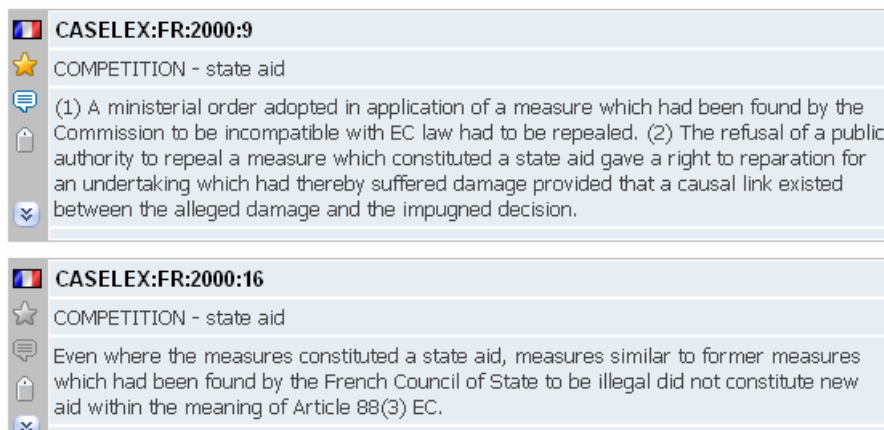 CASELEX:FR:2000:9
COMPETITION - state aid
(1) A ministerial order adopted in application of a measure which had been found by the
Commission to be incompatible with EC law had to be repealed. (2) The refusal of a public
authority to repeal a measure which constituted a state aid gave a right to reparation for
an undertaking which had thereby suffered damage provided that a causal link existed
between the alleged damage and the impugned decision.
CASELEX:FR:2000:16
COMPETITION - state aid
Even where the measures constituted a state aid, measures similar to former measures
which had been found by the French Council of State to be illegal did not constitute new
aid within the meaning of Article 88(3) EC.